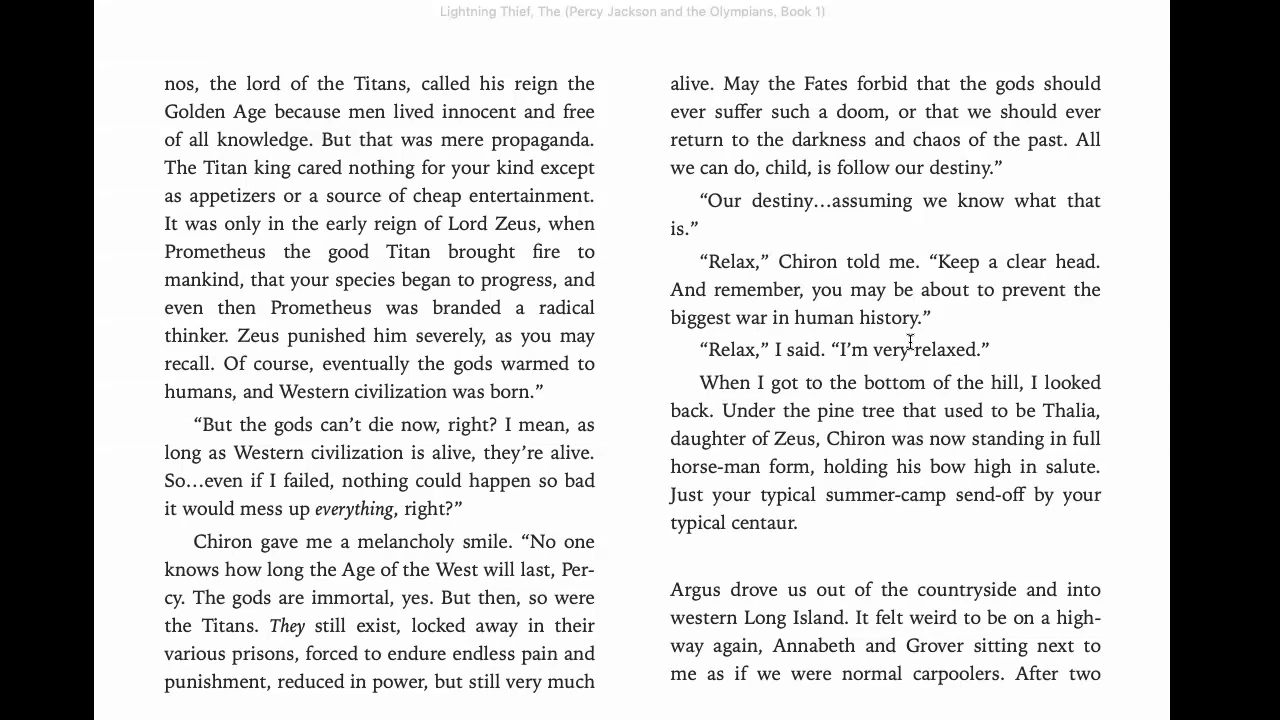 Lightning Thief, The (Percy Jackson and the Olympians, Book 1)
nos, the lord of the Titans, called his reign the
Golden Age because men lived innocent and free
of all knowledge. But that was mere propaganda.
The Titan king cared nothing for your kind except
as appetizers or a source of cheap entertainment.
It was only in the early reign of Lord Zeus, when
Prometheus the good Titan brought fire to
mankind, that your species began to progress, and
even then Prometheus was branded a radical
thinker. Zeus punished him severely, as you may
recall. Of course, eventually the gods warmed to
humans, and Western civilization was born.”
“But the gods can’t die now, right? I mean, as
long as Western civilization is alive, they’re alive.
So…even if I failed, nothing could happen so bad
it would mess up everything, right?”
Chiron gave me a melancholy smile. “No one
knows how long the Age of the West will last, Per-
cy. The gods are immortal, yes. But then, so were
the Titans. They still exist, locked away in their
various prisons, forced to endure endless pain and
punishment, reduced in power, but still very much
alive. May the Fates forbid that the gods should
ever suffer such a doom, or that we should ever
return to the darkness and chaos of the past. All
we can do, child, is follow our destiny.”
“Our destiny…assuming we know what that
is.”
“Relax,” Chiron told me. “Keep a clear head.
And remember, you may be about to prevent the
biggest war in human history.”
“Relax,” I said. “I’m very relaxed.”
When I got to the bottom of the hill, I looked
back. Under the pine tree that used to be Thalia,
daughter of Zeus, Chiron was now standing in full
horse-man form, holding his bow high in salute.
Just your typical summer-camp send-off by your
typical centaur.
Argus drove us out of the countryside and into
western Long Island. It felt weird to be on a high-
way again, Annabeth and Grover sitting next to
me as if we were normal carpoolers. After two